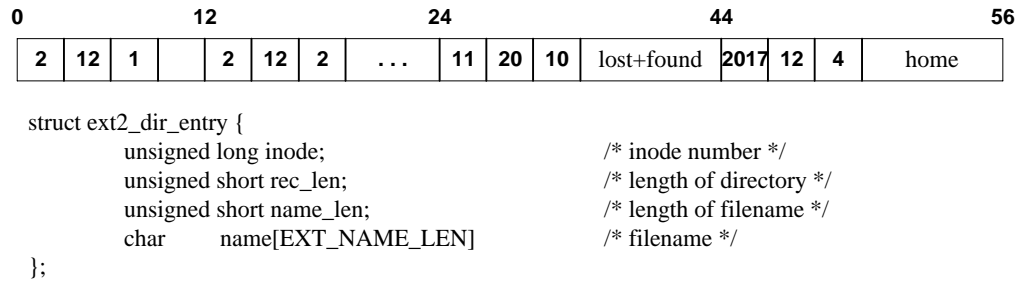 0 12 24 44 56
2 12 1 2 12 2 . . . 11 20 10 lost+found 2017 12 4 home
struct ext2_dir_entry {
unsigned long inode; /* inode number */
unsigned short rec_len; /* length of directory */
unsigned short name_len; /* length of filename */
char name[EXT_NAME_LEN] /* filename */
};